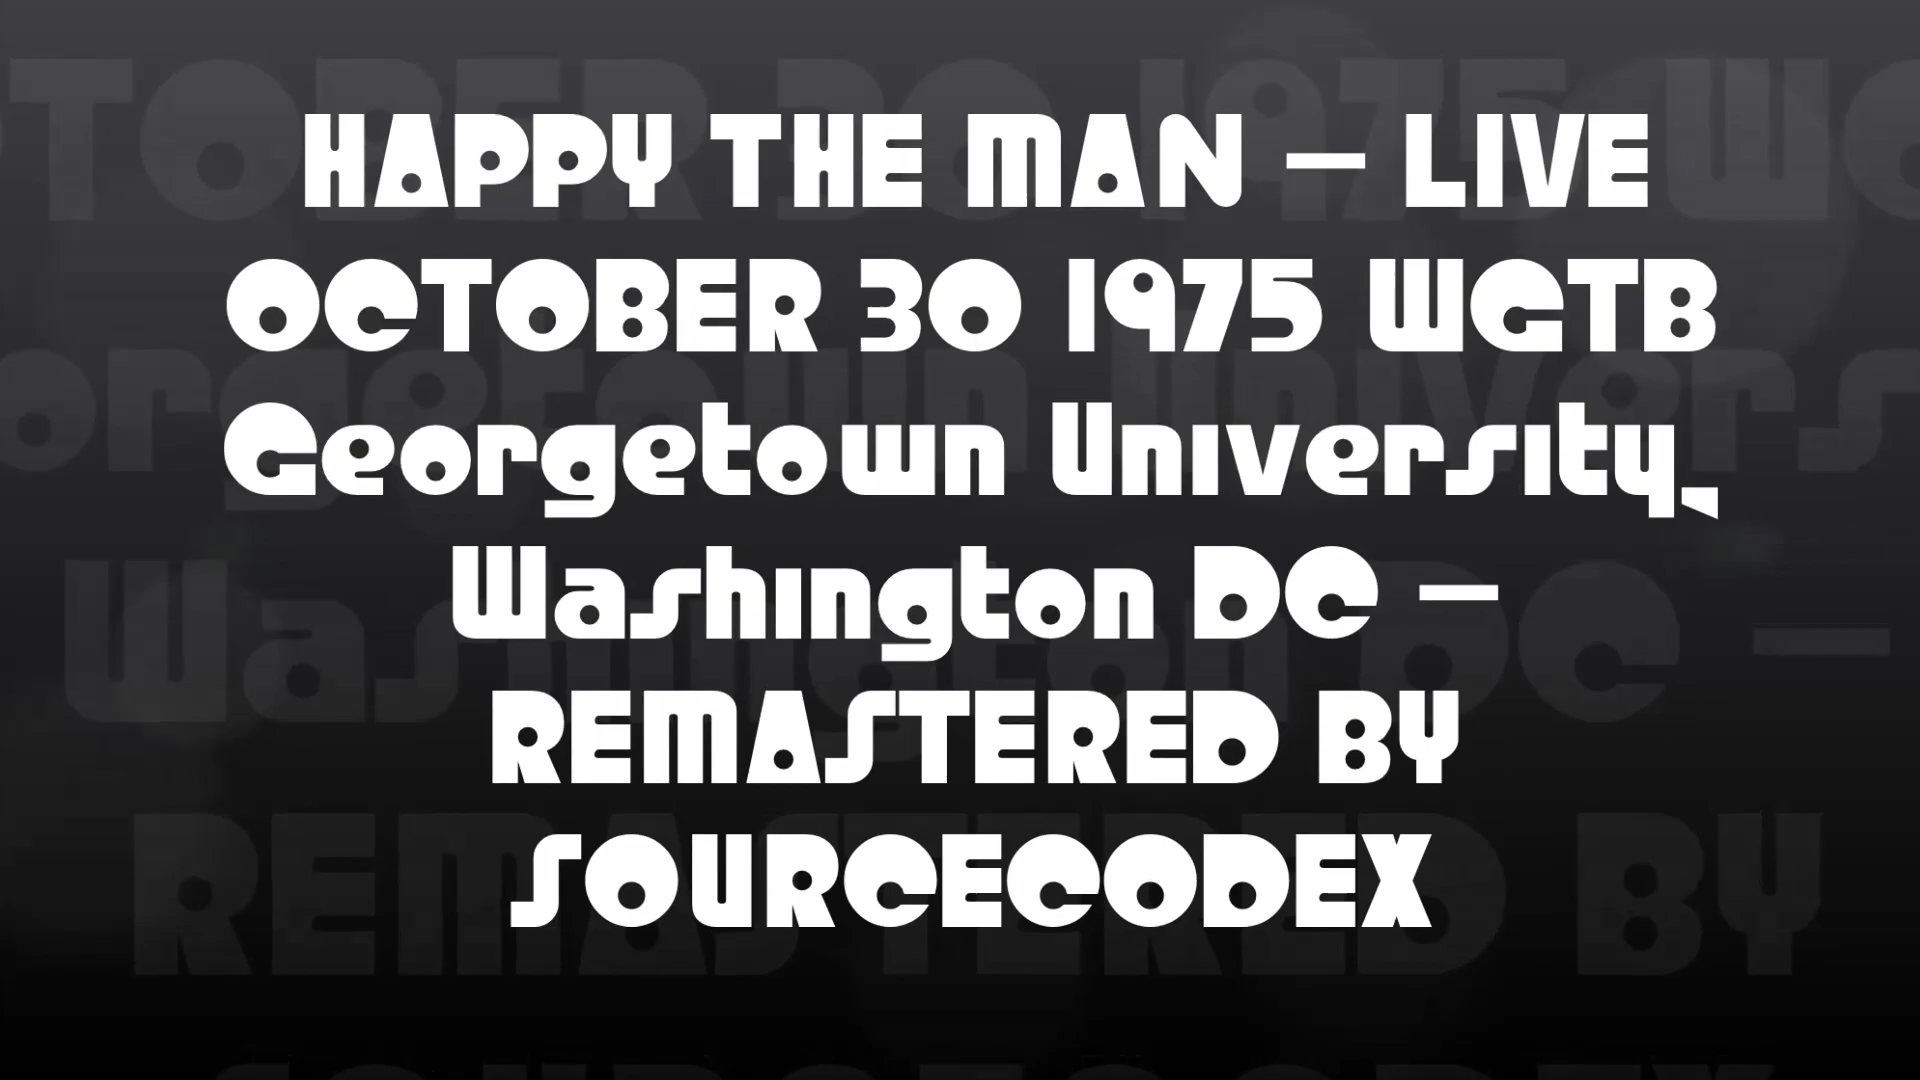 HAPPY THE MAN – LIVE
OCTOBER 30 1975 WGTB
Georgetown University,
Washington DC –
REMASTERED BY
SOURCECODEX